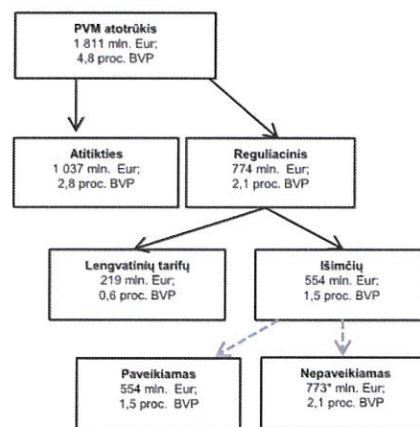 PVM atotrūkis
1 811 mln. Eur;
4,8 proc. BVP
Atitikties
1 037 mln. Eur;
2,8 proc. BVP
Reguliacinis
774 mln. Eur;
2,1 proc. BVP
Lengvatinių tarifų
219 mln. Eur;
0,6 proc. BVP
Išimčių
554 mln. Eur;
1,5 proc. BVP
Paveikiamas
554 mln. Eur;
1,5 proc. BVP
Nepaveikiamas
773* mln. Eur;
2,1 proc. BVP